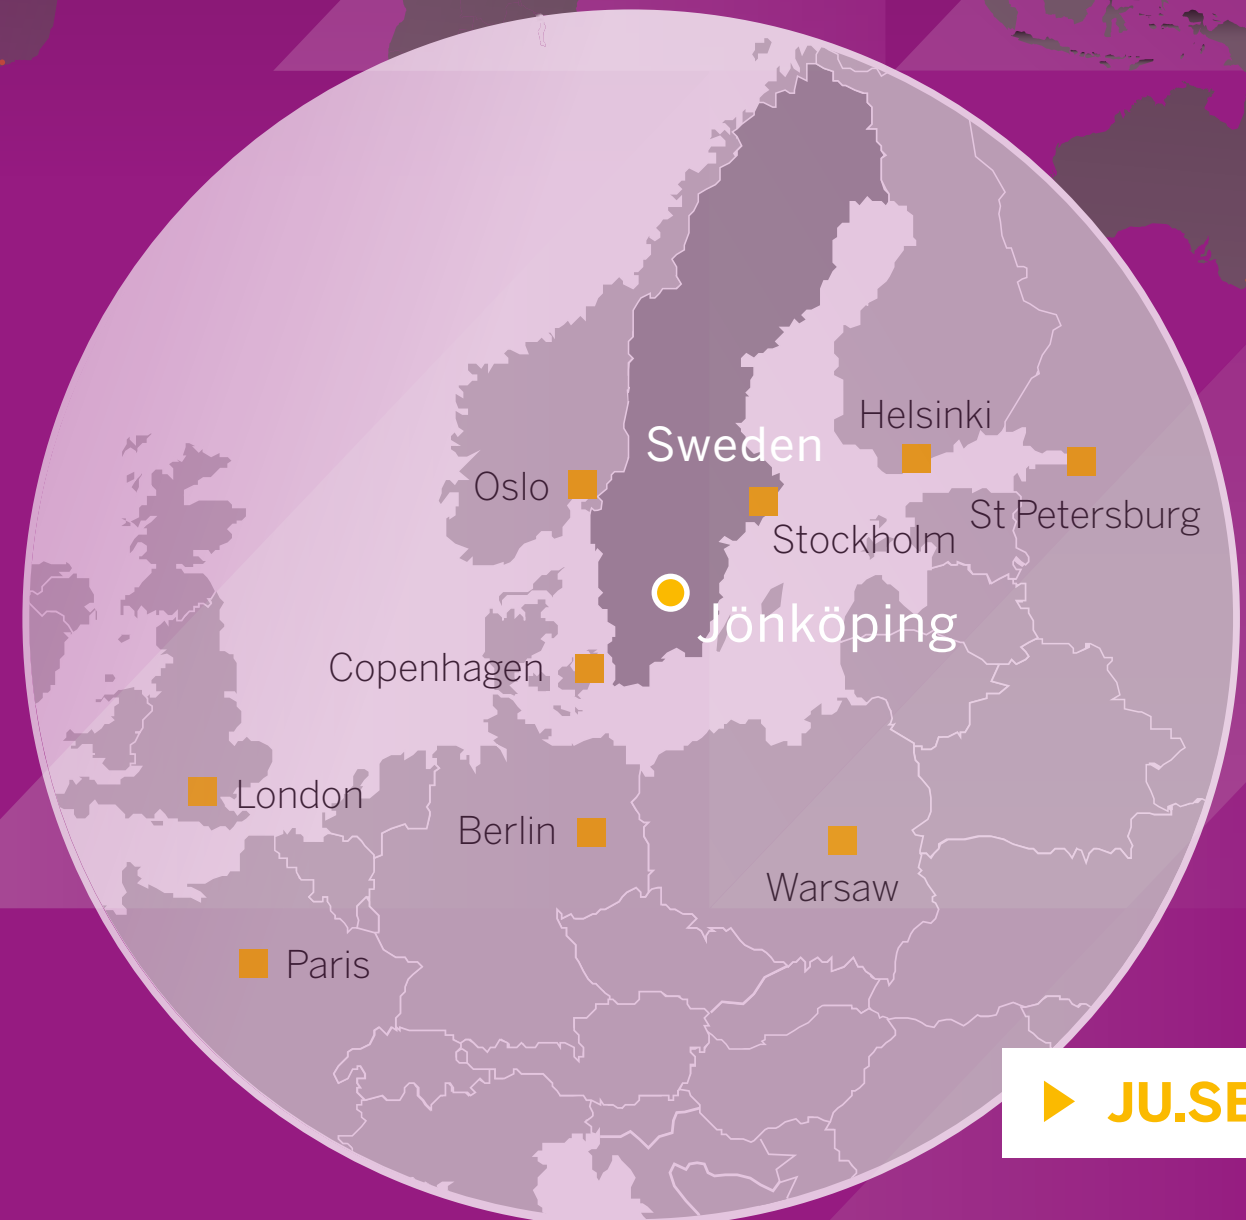 Helsinki
Sweden
Oslo
St Petersburg
Stockholm
Jönköping
Copenhagen
London
Berlin
Warsaw
Paris
JU.SE